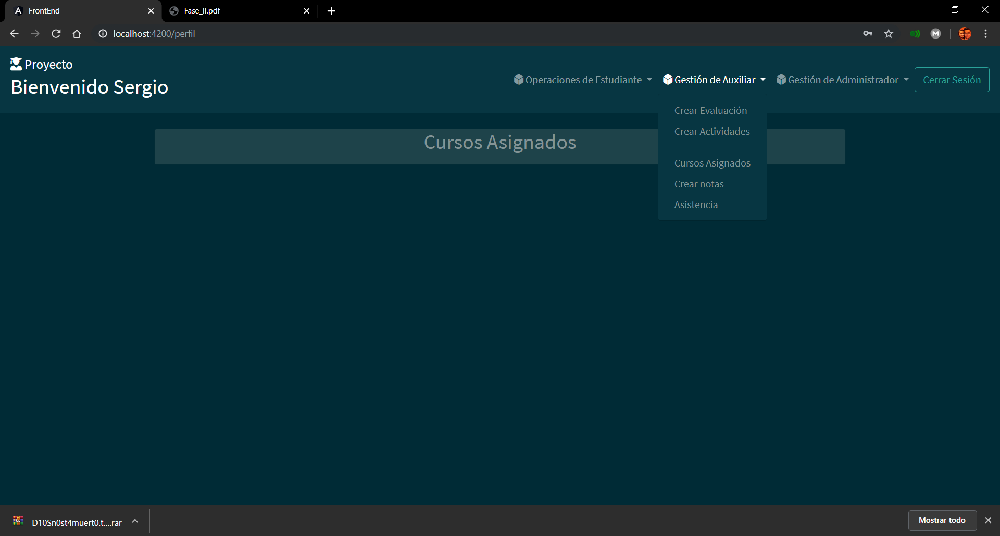 FrontEnd
Fase_II.pdf
localhost:4200/perfil
M
Proyecto
Bienvenido Sergio
Operaciones de Estudiante
Gestión de Auxiliar
Gestión de Administrador
Cerrar Sesión
Crear Evaluación
Crear Actividades
Cursos Asignados
Cursos Asignados
Crear notas
Asistencia
D10Sn0st4muert0.t....rar
Mostrar todo